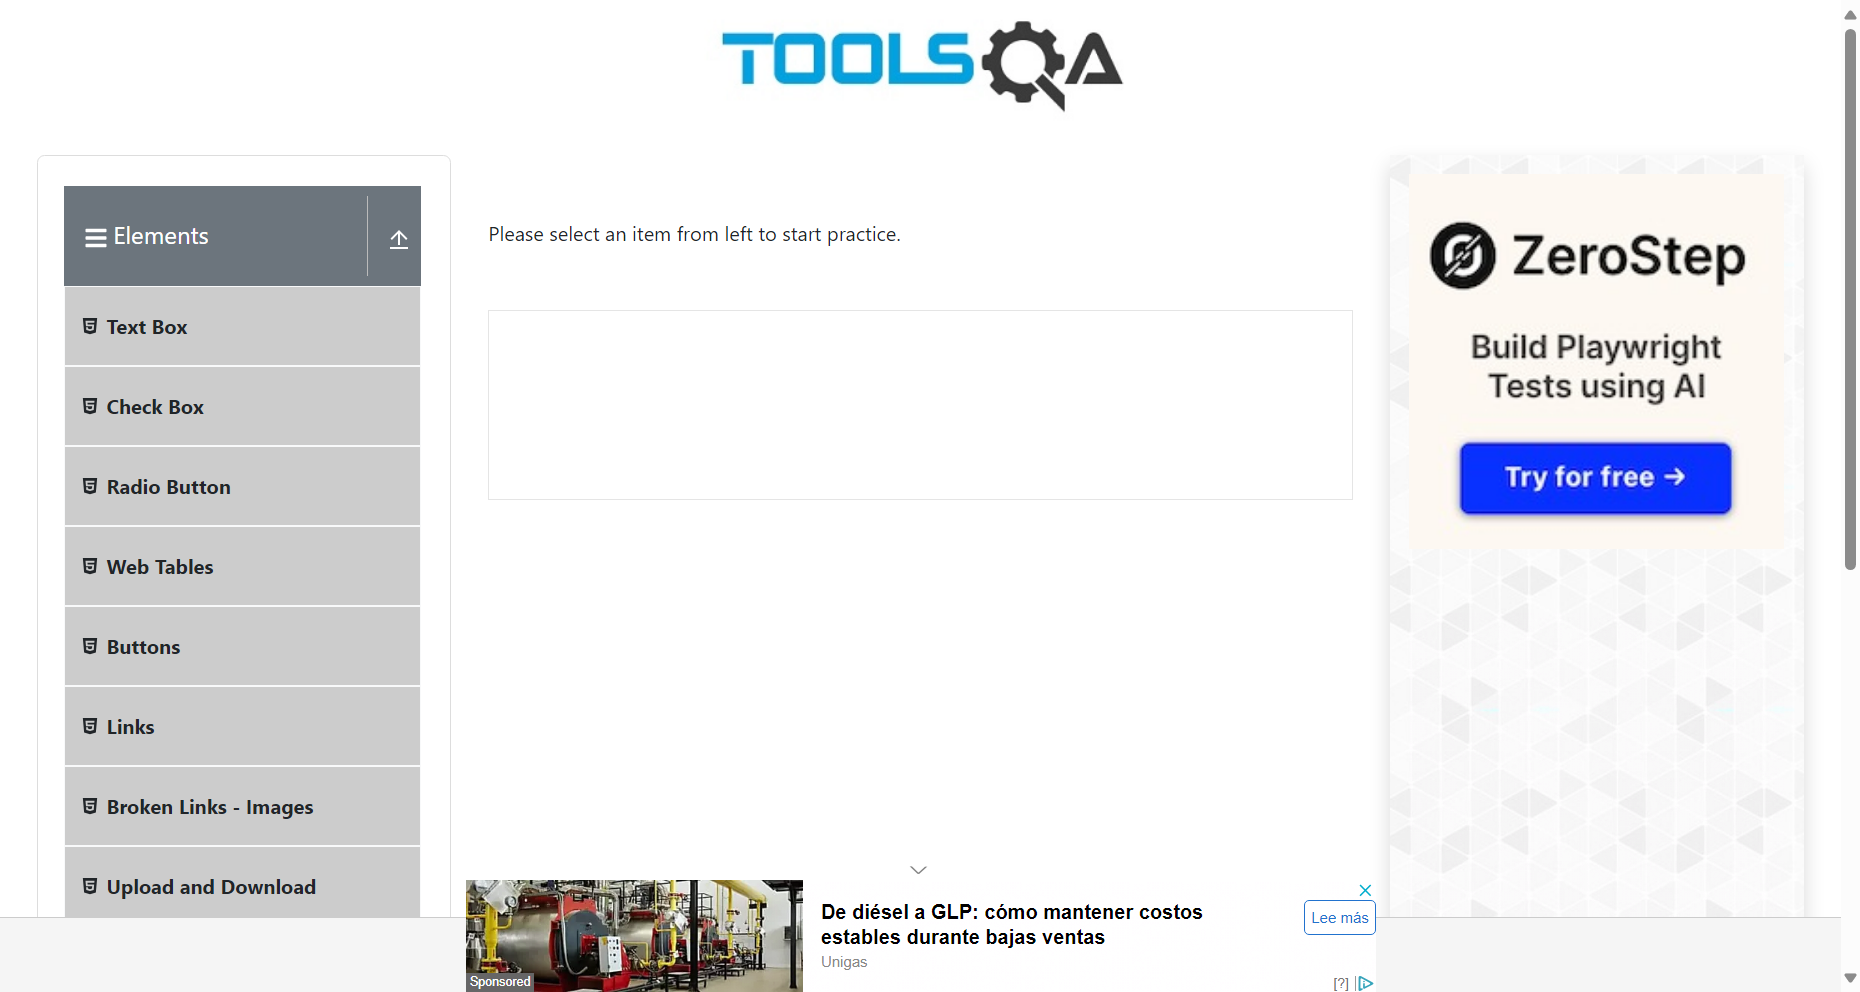 TOOLSQA
Elements
Text Box
Check Box
Radio Button
Web Tables
Buttons
Links
Broken Links - Images
Upload and Download
Please select an item from left to start practice.
ZeroStep
Build Playwright
Tests using AI
Try for free →
De diésel a GLP: cómo mantener costos
estables durante bajas ventas
Unigas
Lee más
Sponsored
[?]